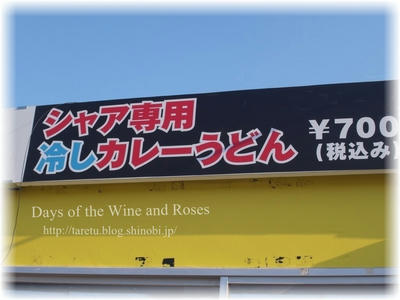 シャア専用
冷しカレーうどん
¥700
(税込み)
Days of the Wine and Roses
http://taretu.blog.shinobi.jp/